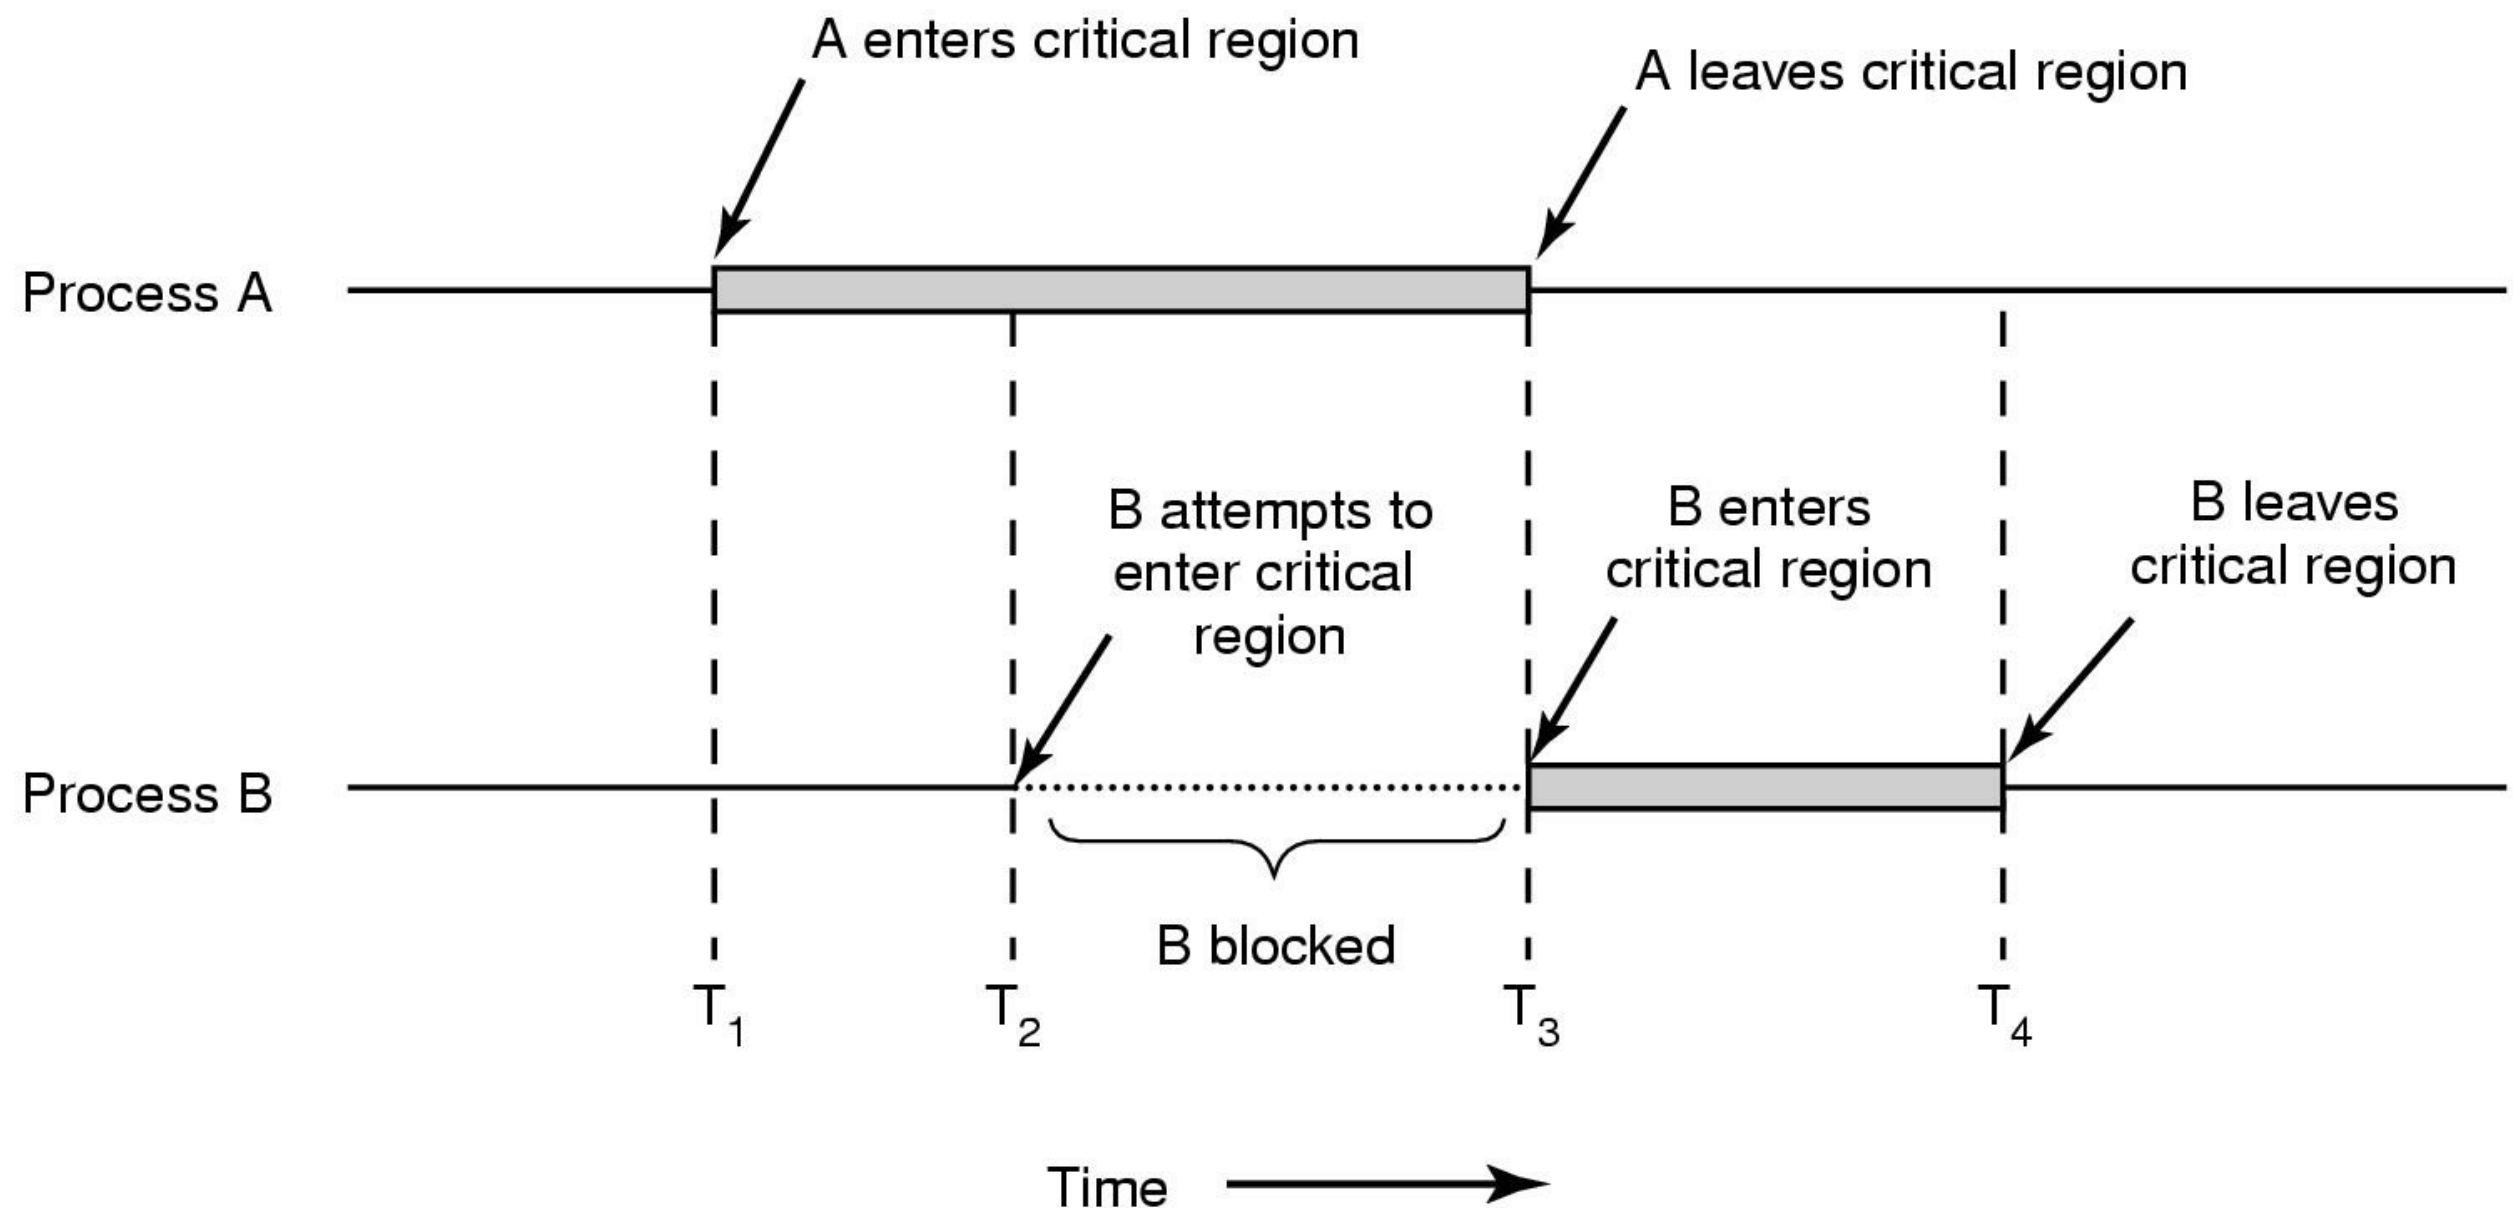 A enters critical region
A leaves critical region
Process A
B attempts to
enter critical
region
B enters
critical region
B leaves
critical region
Process B
B blocked
T₁
T₂
T₃
T₄
Time